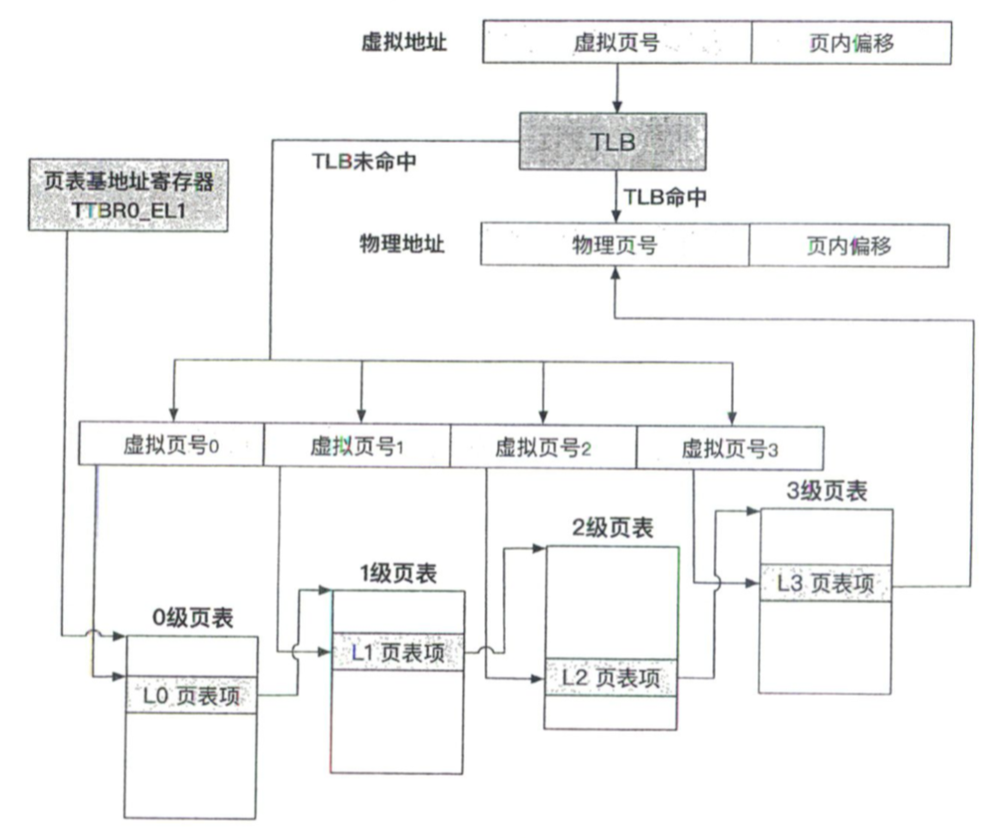 虚拟地址
虚拟页号
页内偏移
TLB
TLB未命中
页表基地址寄存器
TTBR0_EL1
TLB命中
物理地址
物理页号
页内偏移
虚拟页号0
虚拟页号1
虚拟页号2
虚拟页号3
3级页表
2级页表
1级页表
0级页表
L3 页表项
L1 页表项
L2 页表项
L0 页表项